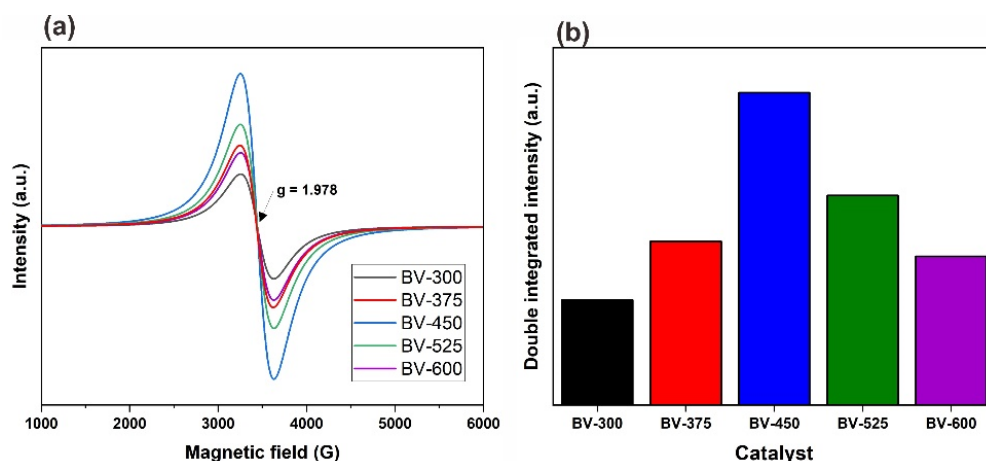 (a)
Intensity (a.u.)
g = 1.978
BV-300
BV-375
BV-450
BV-525
BV-600
1000 2000 3000 4000 5000 6000
Magnetic field (G)
(b)
Double integrated intensity (a.u.)
BV-300 BV-375 BV-450 BV-525 BV-600
Catalyst